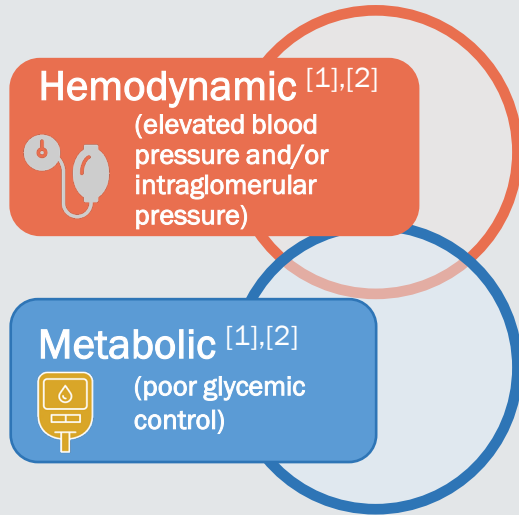 Hemodynamic [1],[2]
(elevated blood
pressure and/or
intraglomerular
pressure)
Metabolic [1],[2]
(poor glycemic
control)